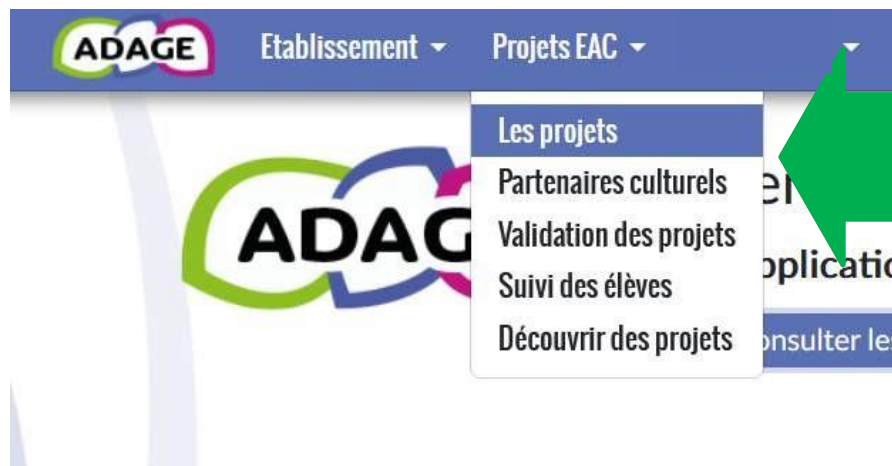 ADAGE Etablissement Projets EAC
Les projets
Partenaires culturels
Validation des projets
Suivi des élèves
Découvrir des projets
ADAG